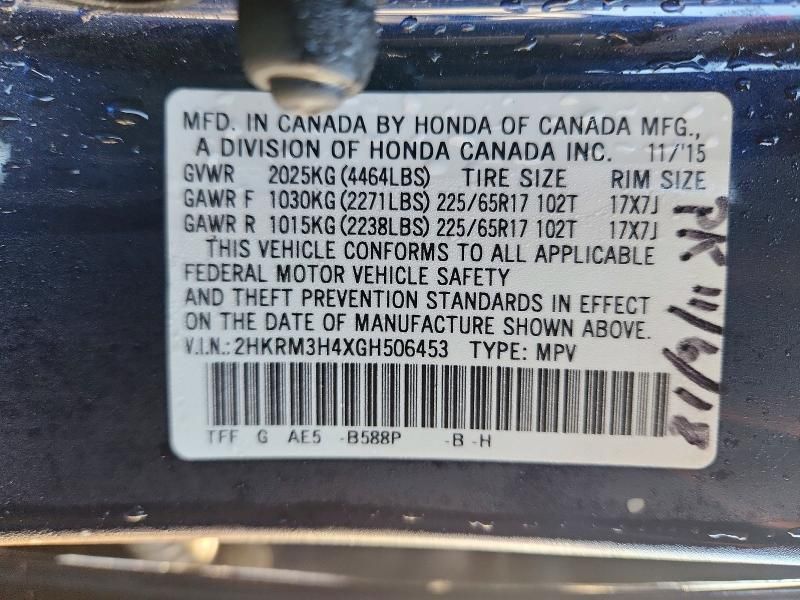 MFD. IN CANADA BY HONDA OF CANADA MFG.,
A DIVISION OF HONDA CANADA INC. 11/'15
GVWR 2025KG (4464LBS) TIRE SIZE RIM SIZE
GAWR F 1030KG (2271LBS) 225/65R17 102T 17X7J
GAWR R 1015KG (2238LBS) 225/65R17 102T 17X7J
THIS VEHICLE CONFORMS TO ALL APPLICABLE
FEDERAL MOTOR VEHICLE SAFETY
AND THEFT PREVENTION STANDARDS IN EFFECT
ON THE DATE OF MANUFACTURE SHOWN ABOVE.
V.I.N.: 2HKRM3H4XGH506453 TYPE: MPV
TFF G AE5 -B588P -B -H
11/9/18